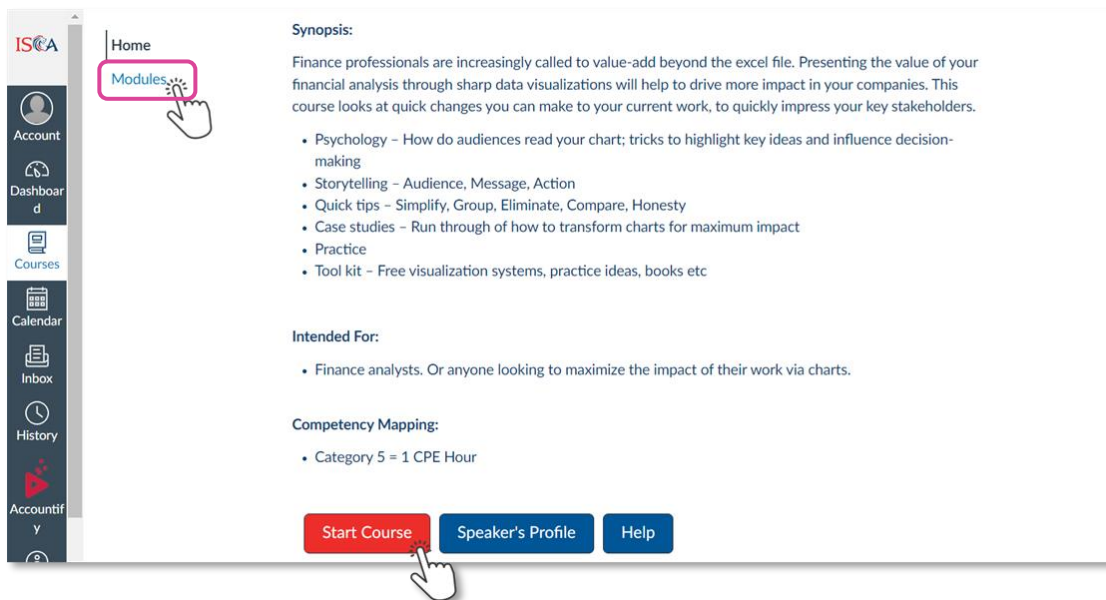 ISCA
Account
Dashboar
d
Courses
Calendar
Inbox
History
Accountif
y
Home
Modules
Synopsis:
Finance professionals are increasingly called to value-add beyond the excel file. Presenting the value of your
financial analysis through sharp data visualizations will help to drive more impact in your companies. This
course looks at quick changes you can make to your current work, to quickly impress your key stakeholders.
• Psychology – How do audiences read your chart; tricks to highlight key ideas and influence decision-
making
• Storytelling – Audience, Message, Action
• Quick tips – Simplify, Group, Eliminate, Compare, Honesty
• Case studies – Run through of how to transform charts for maximum impact
• Practice
• Tool kit – Free visualization systems, practice ideas, books etc
Intended For:
• Finance analysts. Or anyone looking to maximize the impact of their work via charts.
Competency Mapping:
• Category 5 = 1 CPE Hour
Start Course
Speaker's Profile
Help